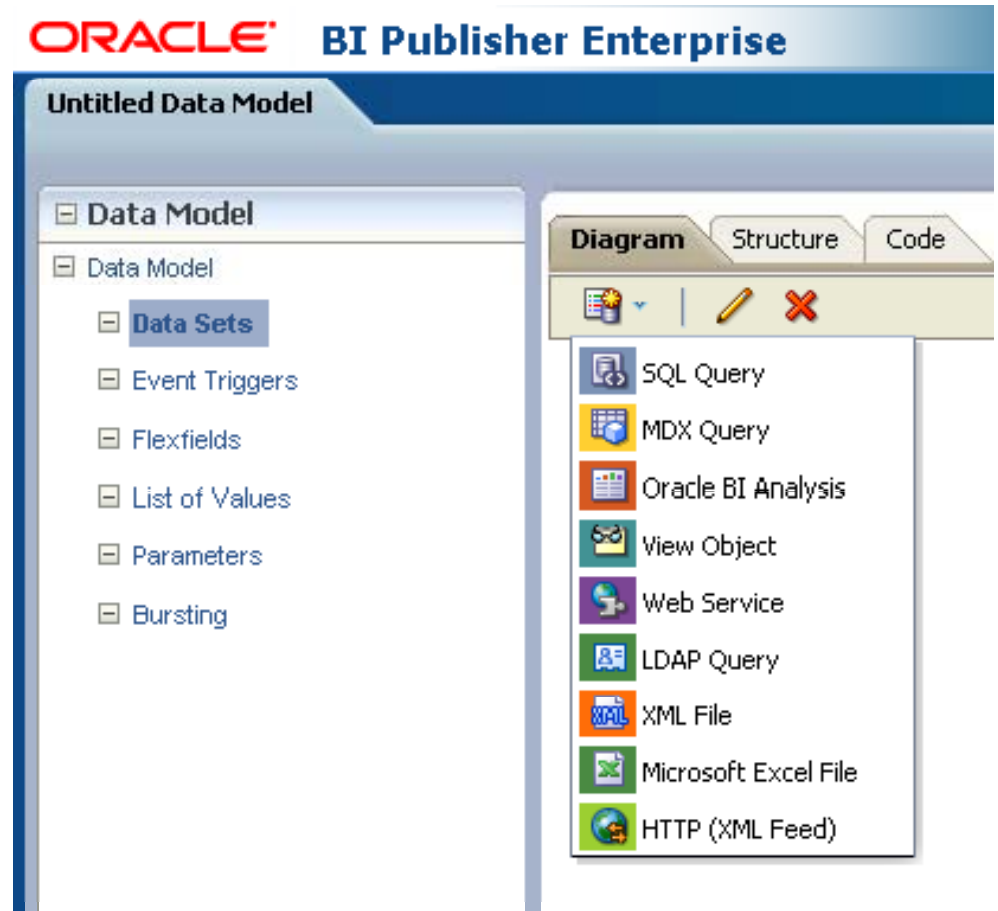 ORACLE BI Publisher Enterprise
Untitled Data Model
Data Model
Data Model
Data Sets
Event Triggers
Flexfields
List of Values
Parameters
Bursting
Diagram Structure Code
SQL Query
MDX Query
Oracle BI Analysis
View Object
Web Service
LDAP Query
XML File
Microsoft Excel File
HTTP (XML Feed)